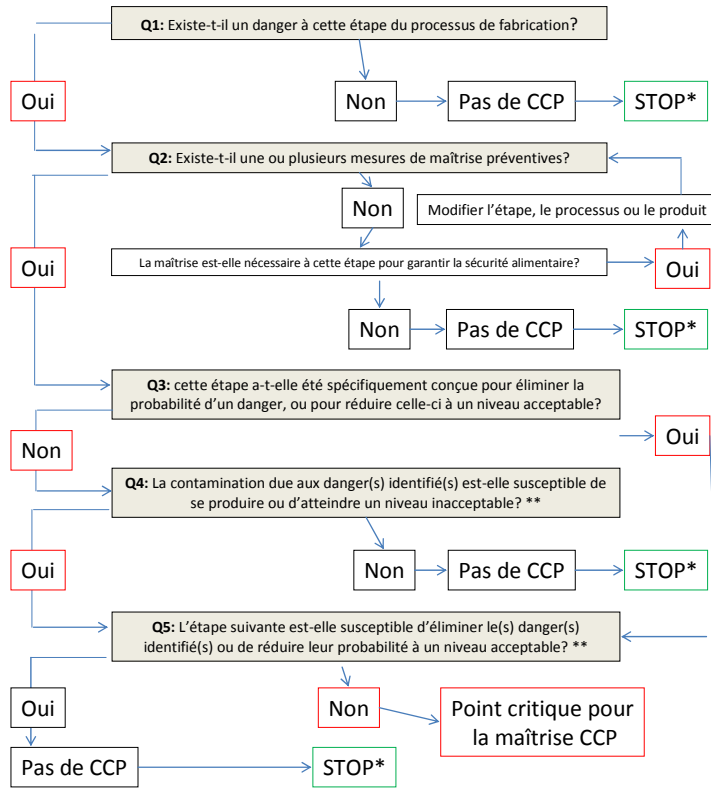 Q1: Existe-t-il un danger à cette étape du processus de fabrication?
Oui
Non
Pas de CCP
STOP*
Q2: Existe-t-il une ou plusieurs mesures de maîtrise préventives?
Non
Modifier l'étape, le processus ou le produit
Oui
La maîtrise est-elle nécessaire à cette étape pour garantir la sécurité alimentaire?
Oui
Non
Pas de CCP
STOP*
Q3: cette étape a-t-elle été spécifiquement conçue pour éliminer la
probabilité d'un danger, ou pour réduire celle-ci à un niveau acceptable?
Non
Oui
Q4: La contamination due aux danger(s) identifié(s) est-elle susceptible de
se produire ou d'atteindre un niveau inacceptable? **
Oui
Non
Pas de CCP
STOP*
Q5: L'étape suivante est-elle susceptible d'éliminer le(s) danger(s)
identifié(s) ou de réduire leur probabilité à un niveau acceptable? **
Oui
Non
Point critique pour
la maîtrise CCP
Pas de CCP
STOP*